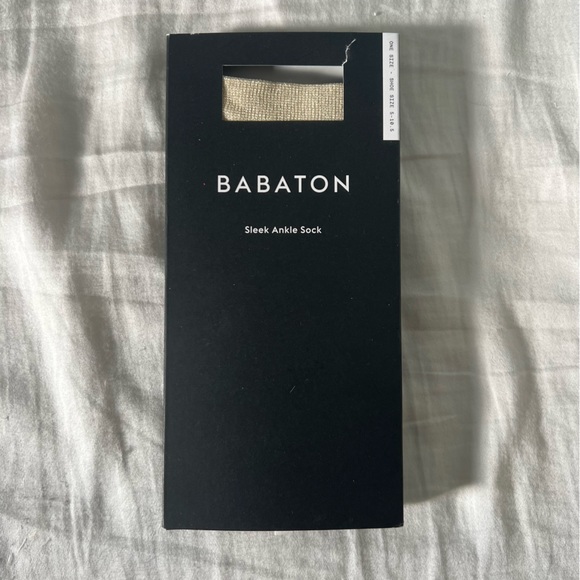 ONE SIZE - SHOE SIZE 5-10.5
BABATON
Sleek Ankle Sock